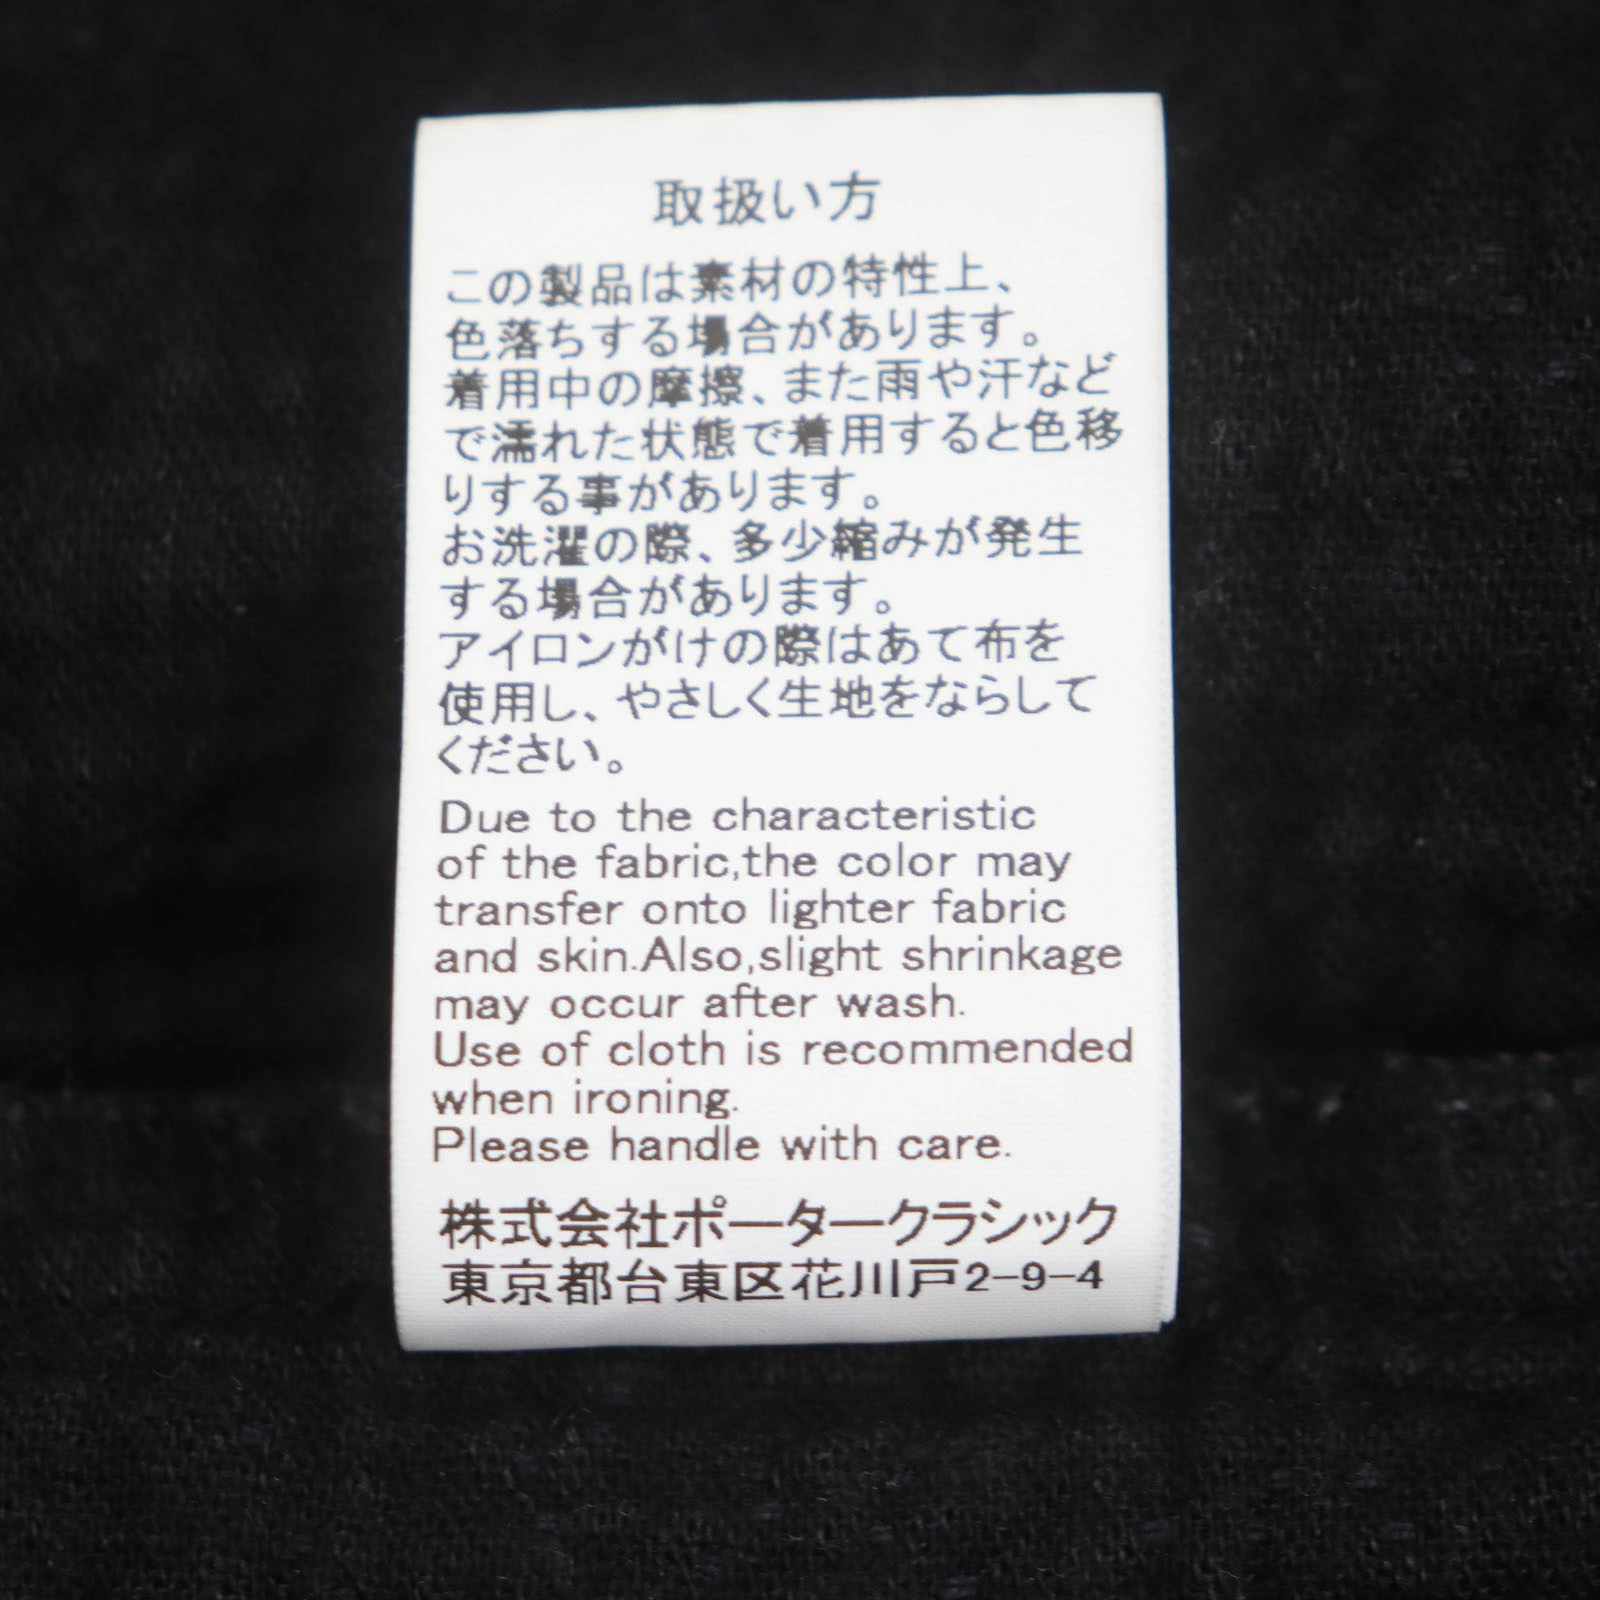 取扱い方
この製品は素材の特性上、
色落ちする場合があります。
着用中の摩擦、また雨や汗など
で濡れた状態で着用すると色移
りする事があります。
お洗濯の際、多少縮みが発生
する場合があります。
アイロンがけの際はあて布を
使用し、やさしく生地をならして
ください。
Due to the characteristic
of the fabric,the color may
transfer onto lighter fabric
and skin.Also,slight shrinkage
may occur after wash.
Use of cloth is recommended
when ironing.
Please handle with care.
株式会社ポータークラシック
東京都台東区花川戸2-9-4